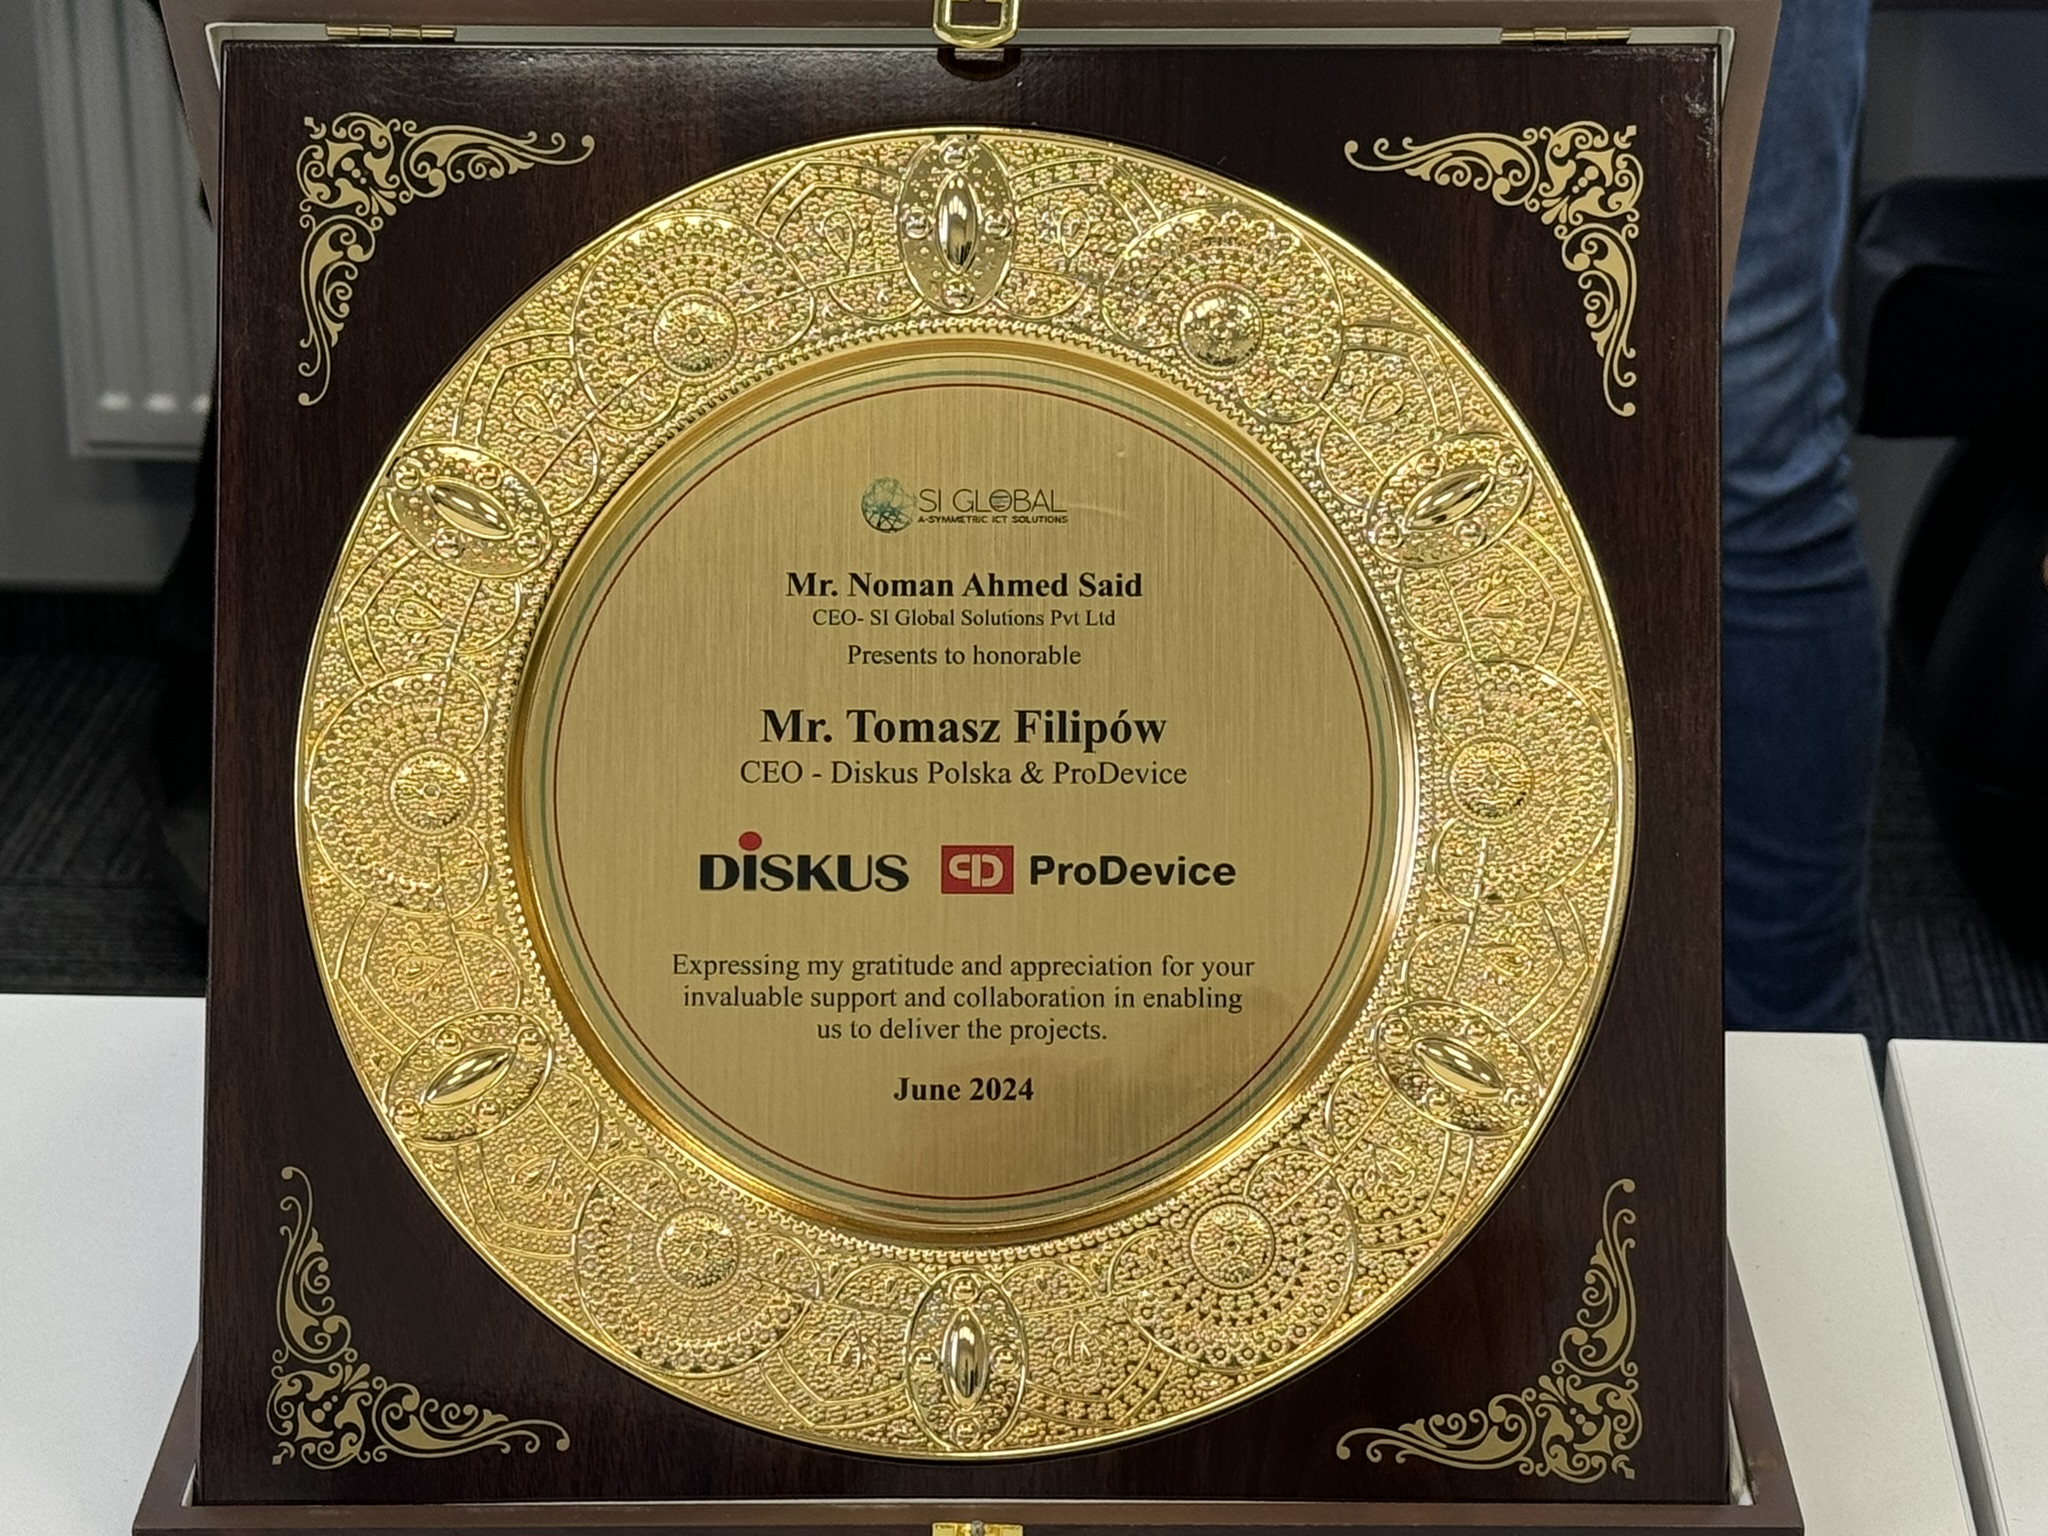 SI GLOBAL
A-SYMMETRIC ICT SOLUTIONS
Mr. Noman Ahmed Said
CEO- SI Global Solutions Pvt Ltd
Presents to honorable
Mr. Tomasz Filipów
CEO - Diskus Polska & ProDevice
DiSKUS ProDevice
Expressing my gratitude and appreciation for your
invaluable support and collaboration in enabling
us to deliver the projects.
June 2024